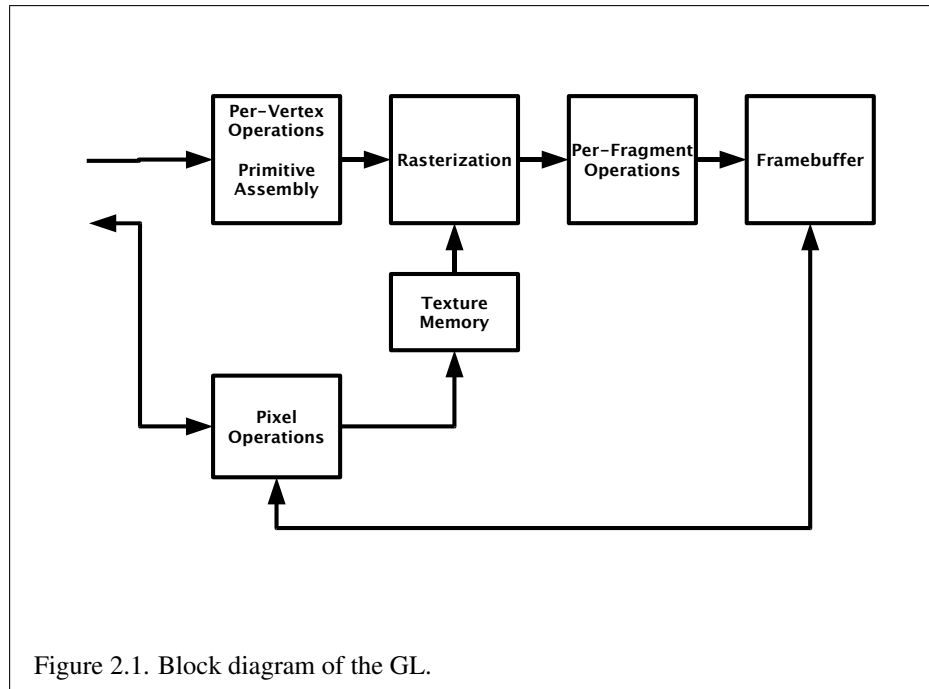 Per-Vertex
Operations
Primitive
Assembly
Rasterization
Per-Fragment
Operations
Framebuffer
Texture
Memory
Pixel
Operations
Figure 2.1. Block diagram of the GL.